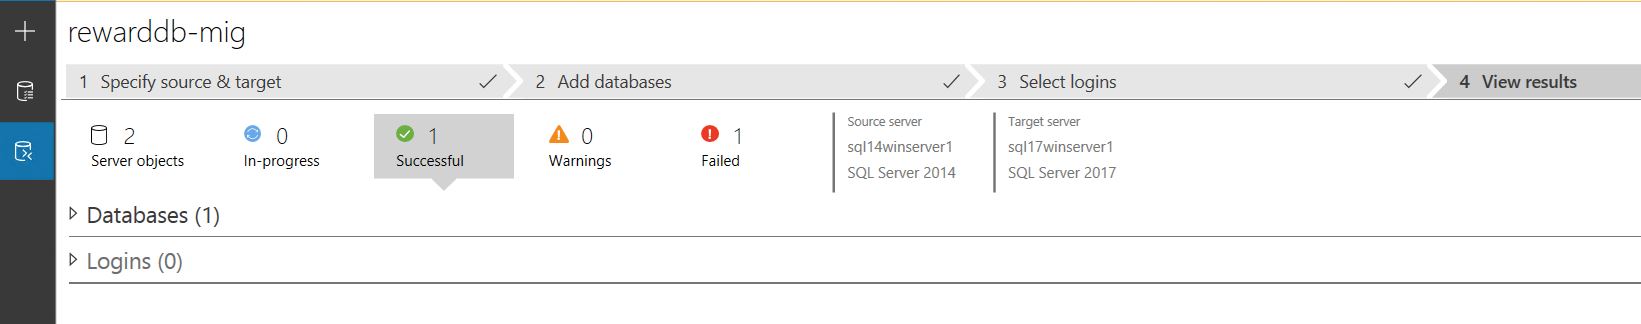 rewarddb-mig
1 Specify source & target
2 Add databases
3 Select logins
4 View results
2
Server objects
0
In-progress
1
Successful
0
Warnings
1
Failed
Source server
sql14winserver1
SQL Server 2014
Target server
sql17winserver1
SQL Server 2017
Databases (1)
Logins (0)